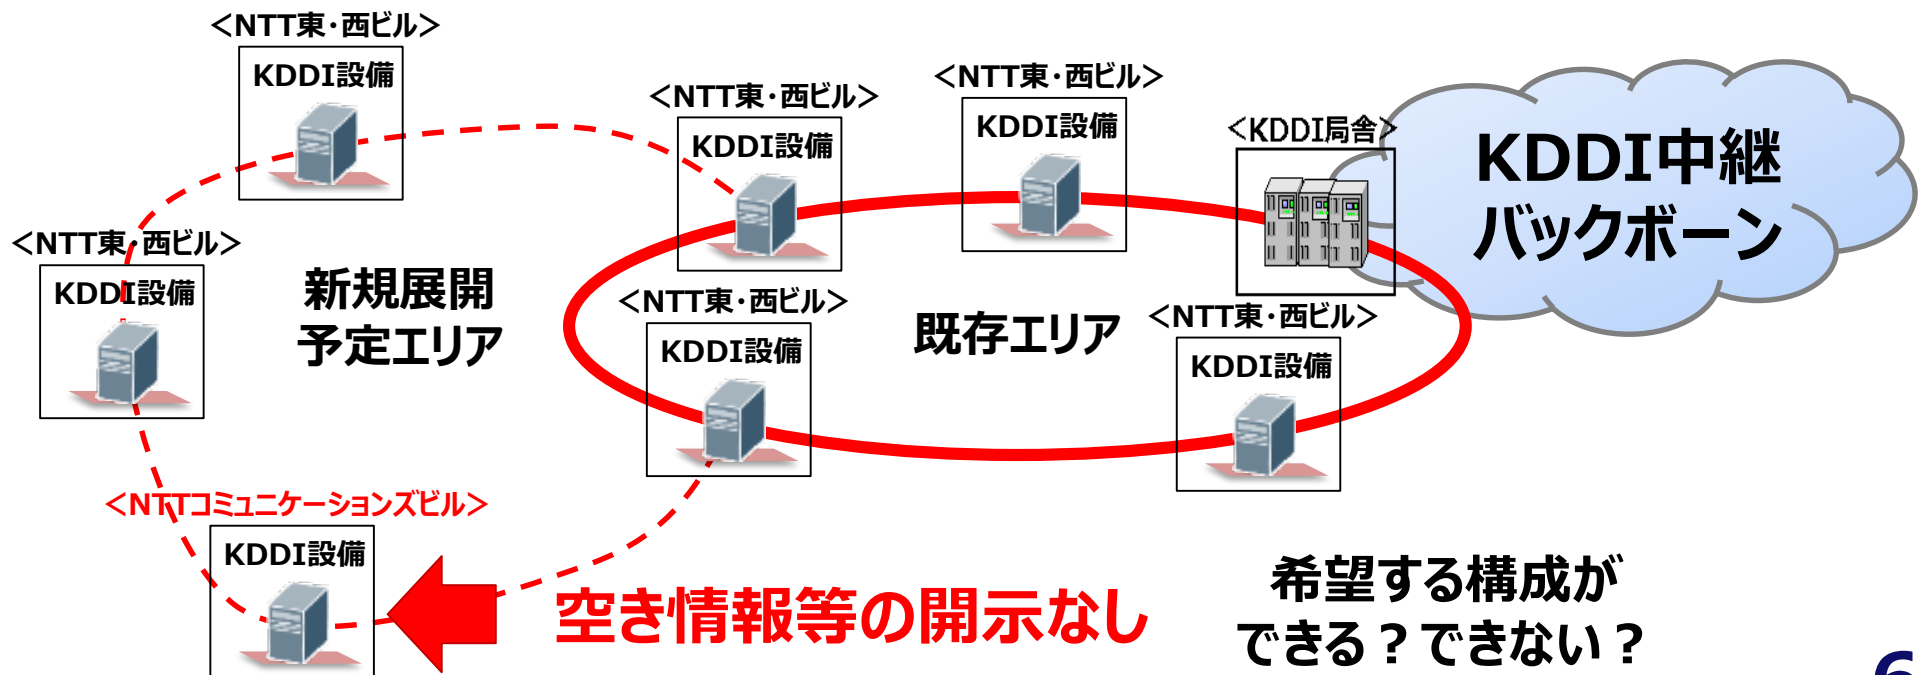 <NTT東・西ビル>
KDDI設備
<NTT東・西ビル>
KDDI設備
<NTT東・西ビル>
KDDI設備
<KDDI局舎>
KDDI中継
バックボーン
<NTT東・西ビル>
KDDI設備
新規展開
予定エリア
<NTT東・西ビル>
KDDI設備
既存エリア
<NTT東・西ビル>
KDDI設備
<NTTコミュニケーションズビル>
KDDI設備
空き情報等の開示なし
希望する構成が
できる？できない？
6